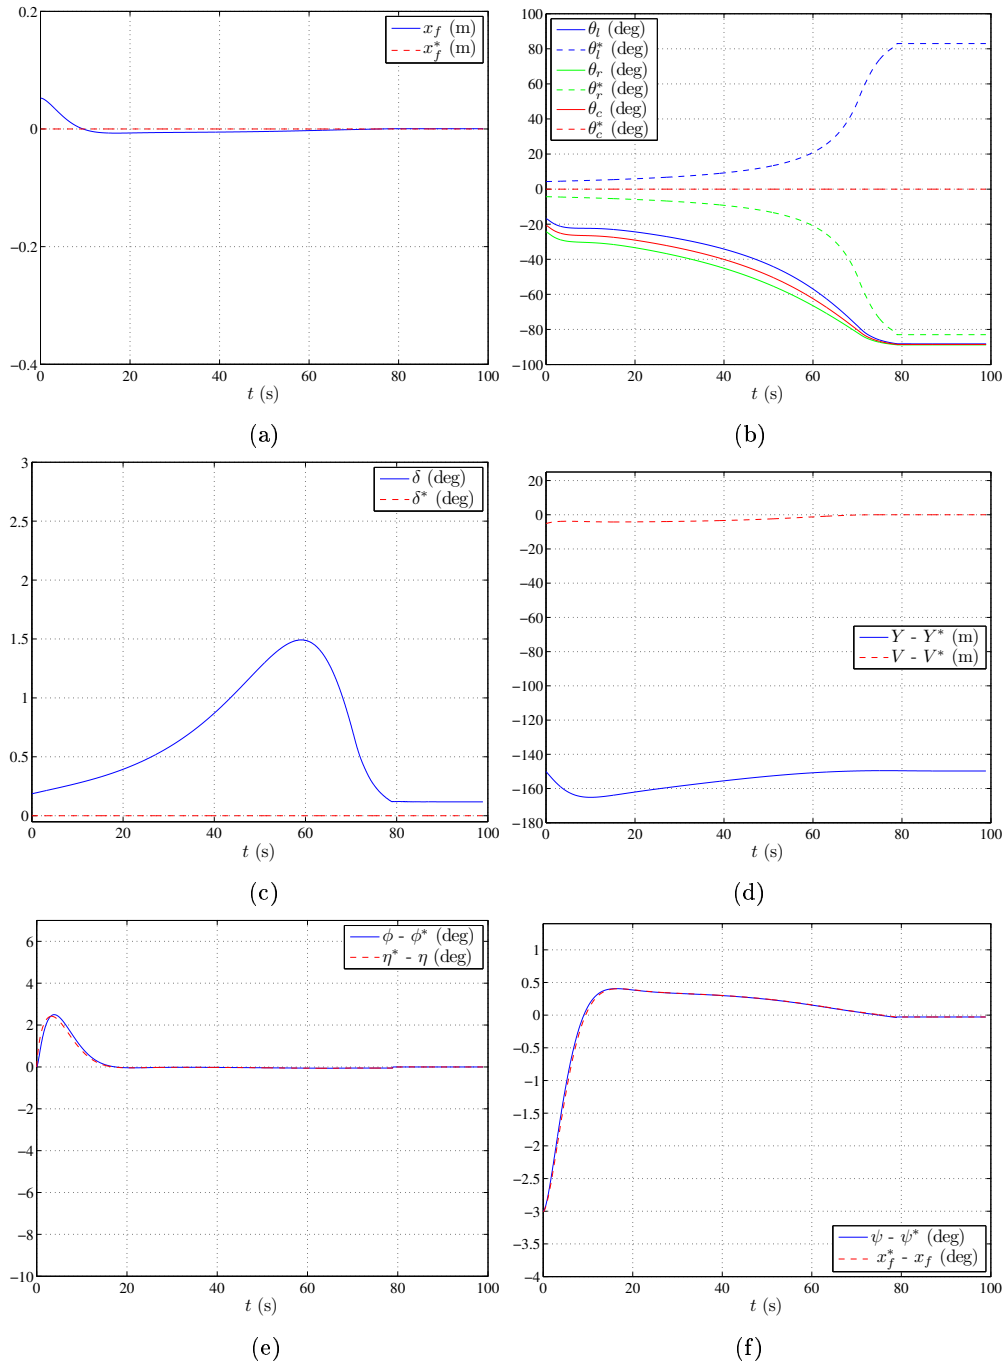 0.2
0
−0.2
−0.4
0 20 40 60 80 100
x_f (m)
x_f^* (m)
t (s)
(a)
100
80
60
40
20
0
−20
−40
−60
−80
−100
0 20 40 60 80 100
θ_l (deg)
θ_l^* (deg)
θ_r (deg)
θ_r^* (deg)
θ_c (deg)
θ_c^* (deg)
t (s)
(b)
3
2.5
2
1.5
1
0.5
0
0 20 40 60 80 100
δ (deg)
δ^* (deg)
t (s)
(c)
20
0
−20
−40
−60
−80
−100
−120
−140
−160
−180
0 20 40 60 80 100
Y - Y^* (m)
V - V^* (m)
t (s)
(d)
6
4
2
0
−2
−4
−6
−8
−10
0 20 40 60 80 100
ϕ - ϕ^* (deg)
η^* - η (deg)
t (s)
(e)
1
0.5
0
−0.5
−1
−1.5
−2
−2.5
−3
−3.5
−4
0 20 40 60 80 100
ψ - ψ^* (deg)
x_f^* - x_f (deg)
t (s)
(f)